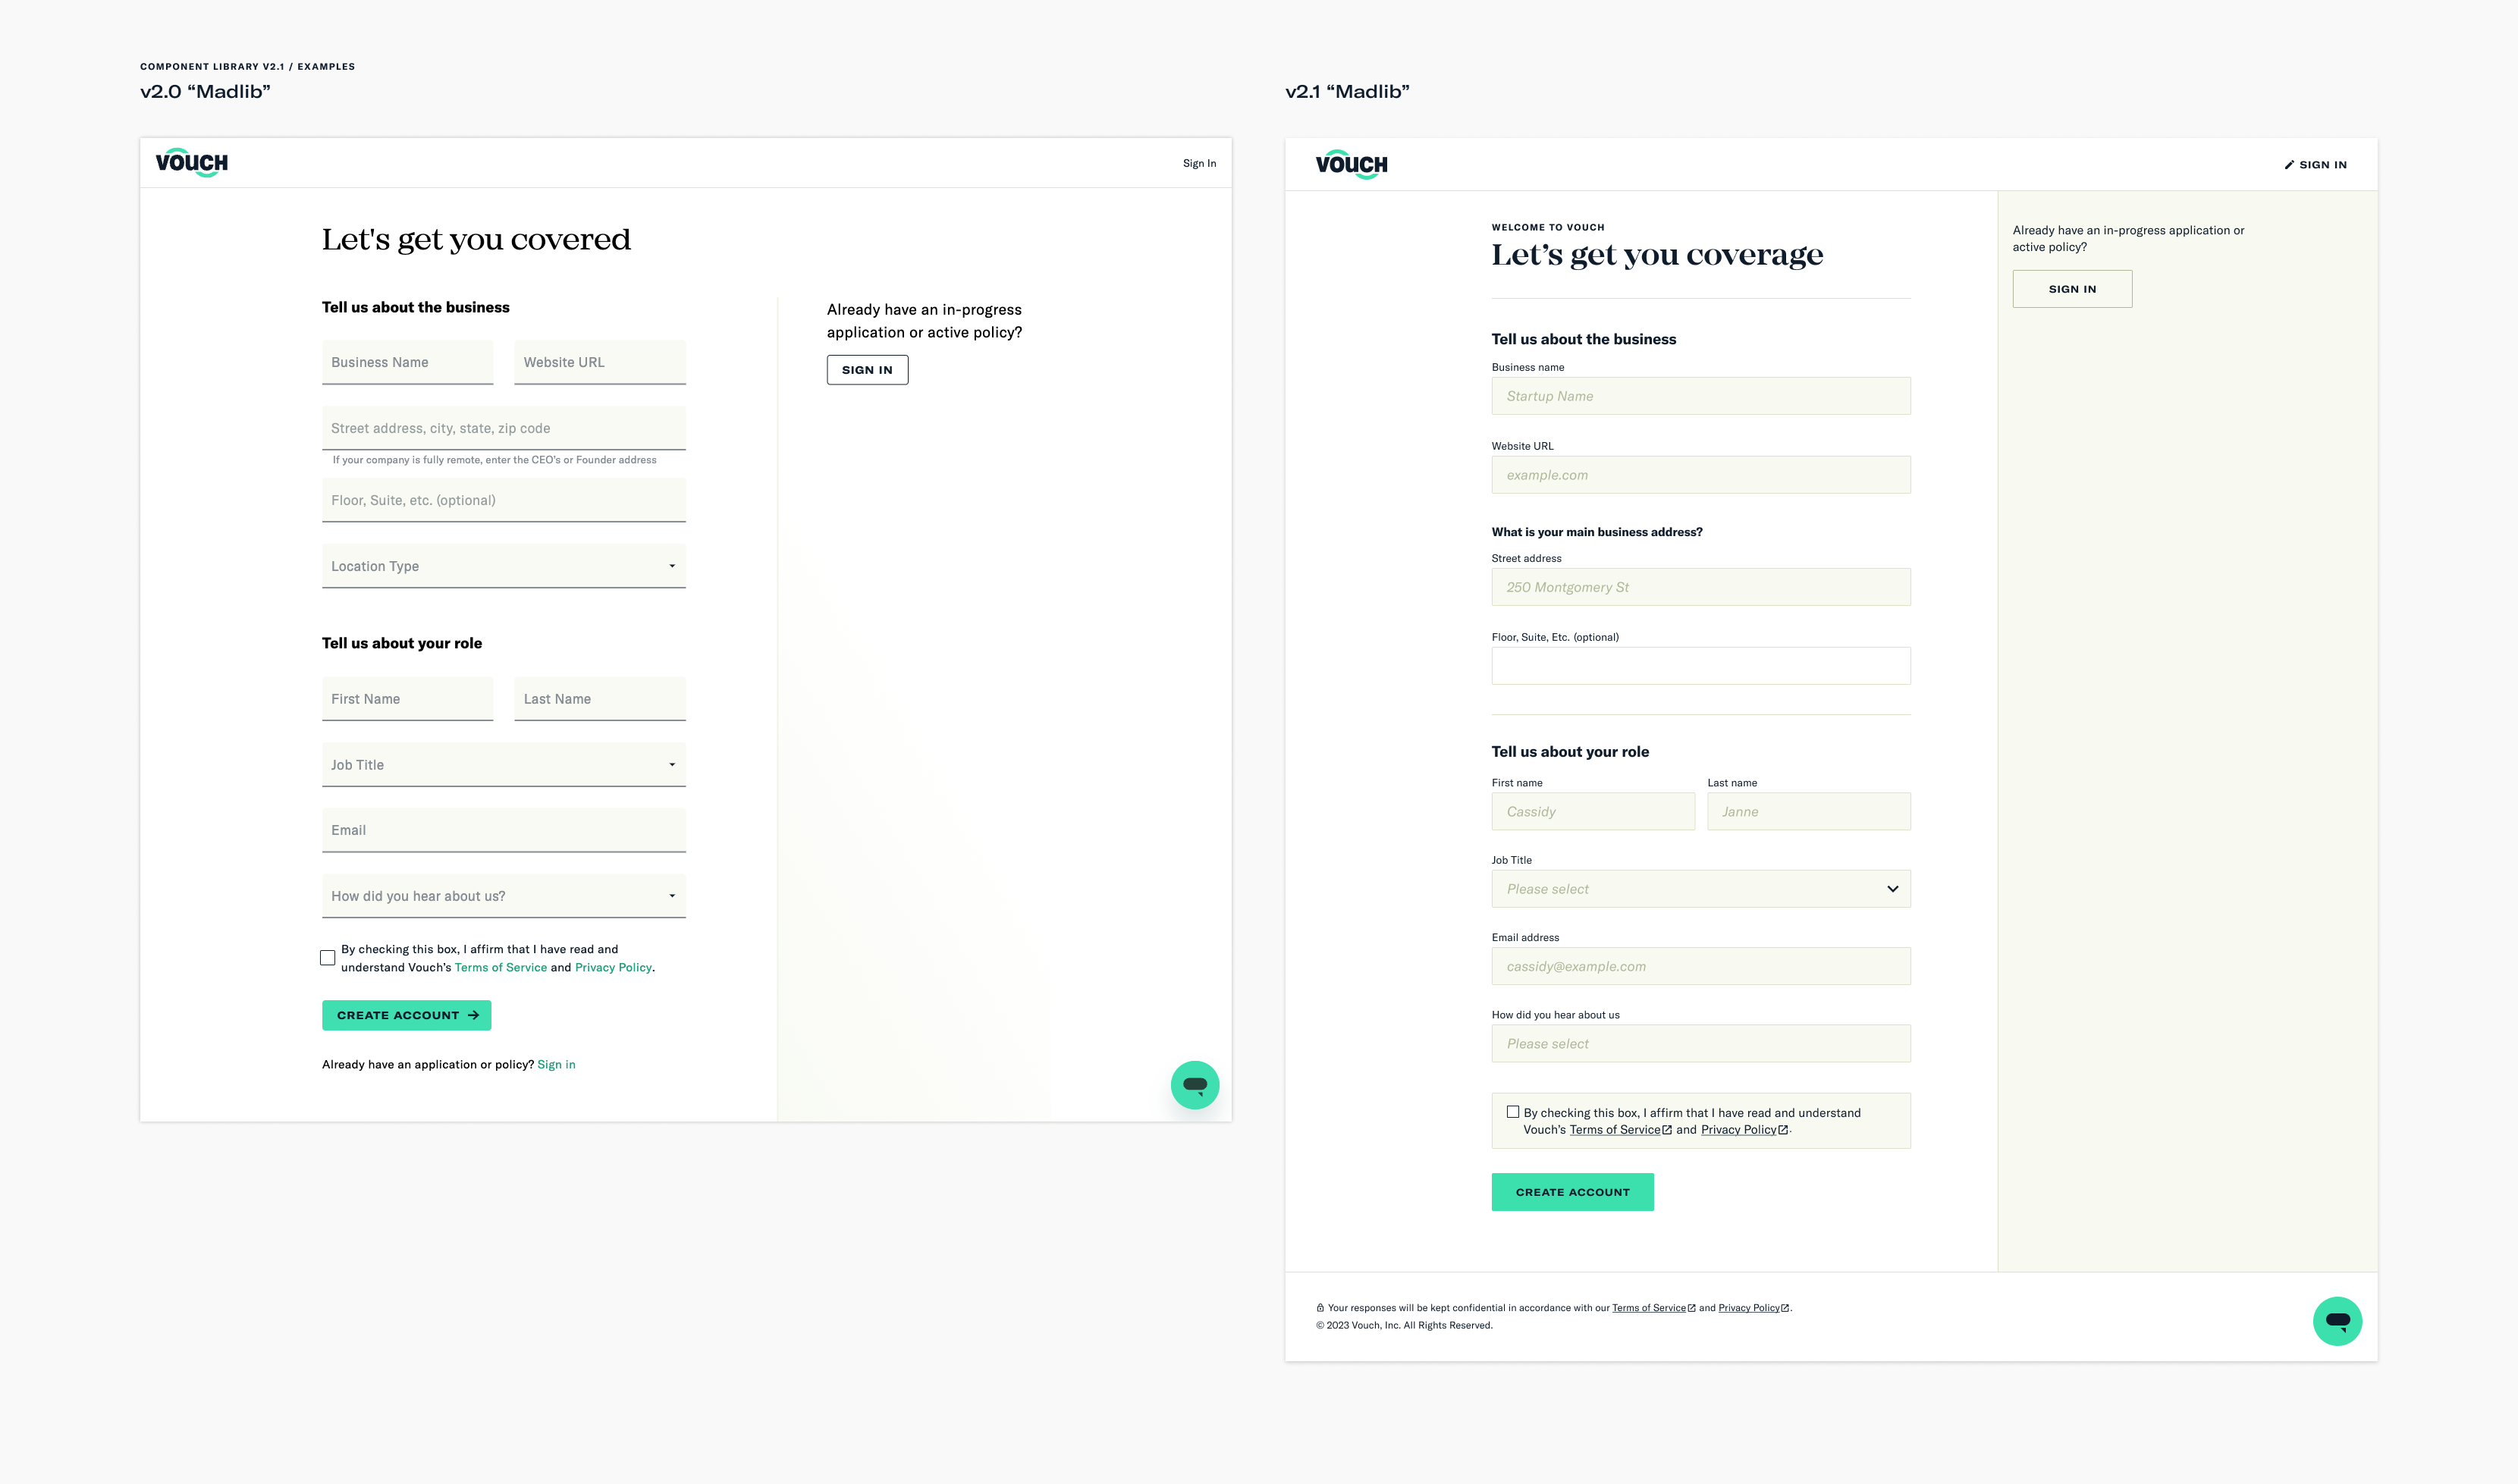 COMPONENT LIBRARY V2.1 / EXAMPLES
v2.0 “Madlib”
VOUCH
Sign In
Let's get you covered
Tell us about the business
Business Name
Website URL
Street address, city, state, zip code
If your company is fully remote, enter the CEO's or Founder address
Floor, Suite, etc. (optional)
Location Type
Tell us about your role
First Name
Last Name
Job Title
Email
How did you hear about us?
By checking this box, I affirm that I have read and
understand Vouch’s Terms of Service and Privacy Policy.
CREATE ACCOUNT
Already have an application or policy? Sign in
Already have an in-progress
application or active policy?
SIGN IN
v2.1 “Madlib”
VOUCH
SIGN IN
WELCOME TO VOUCH
Let’s get you coverage
Tell us about the business
Business name
Startup Name
Website URL
example.com
What is your main business address?
Street address
250 Montgomery St
Floor, Suite, Etc. (optional)
Tell us about your role
First name
Last name
Cassidy
Janne
Job Title
Please select
Email address
cassidy@example.com
How did you hear about us
Please select
By checking this box, I affirm that I have read and understand
Vouch’s Terms of Service and Privacy Policy.
CREATE ACCOUNT
Already have an in-progress application or
active policy?
SIGN IN
Your responses will be kept confidential in accordance with our Terms of Service and Privacy Policy.
© 2023 Vouch, Inc. All Rights Reserved.